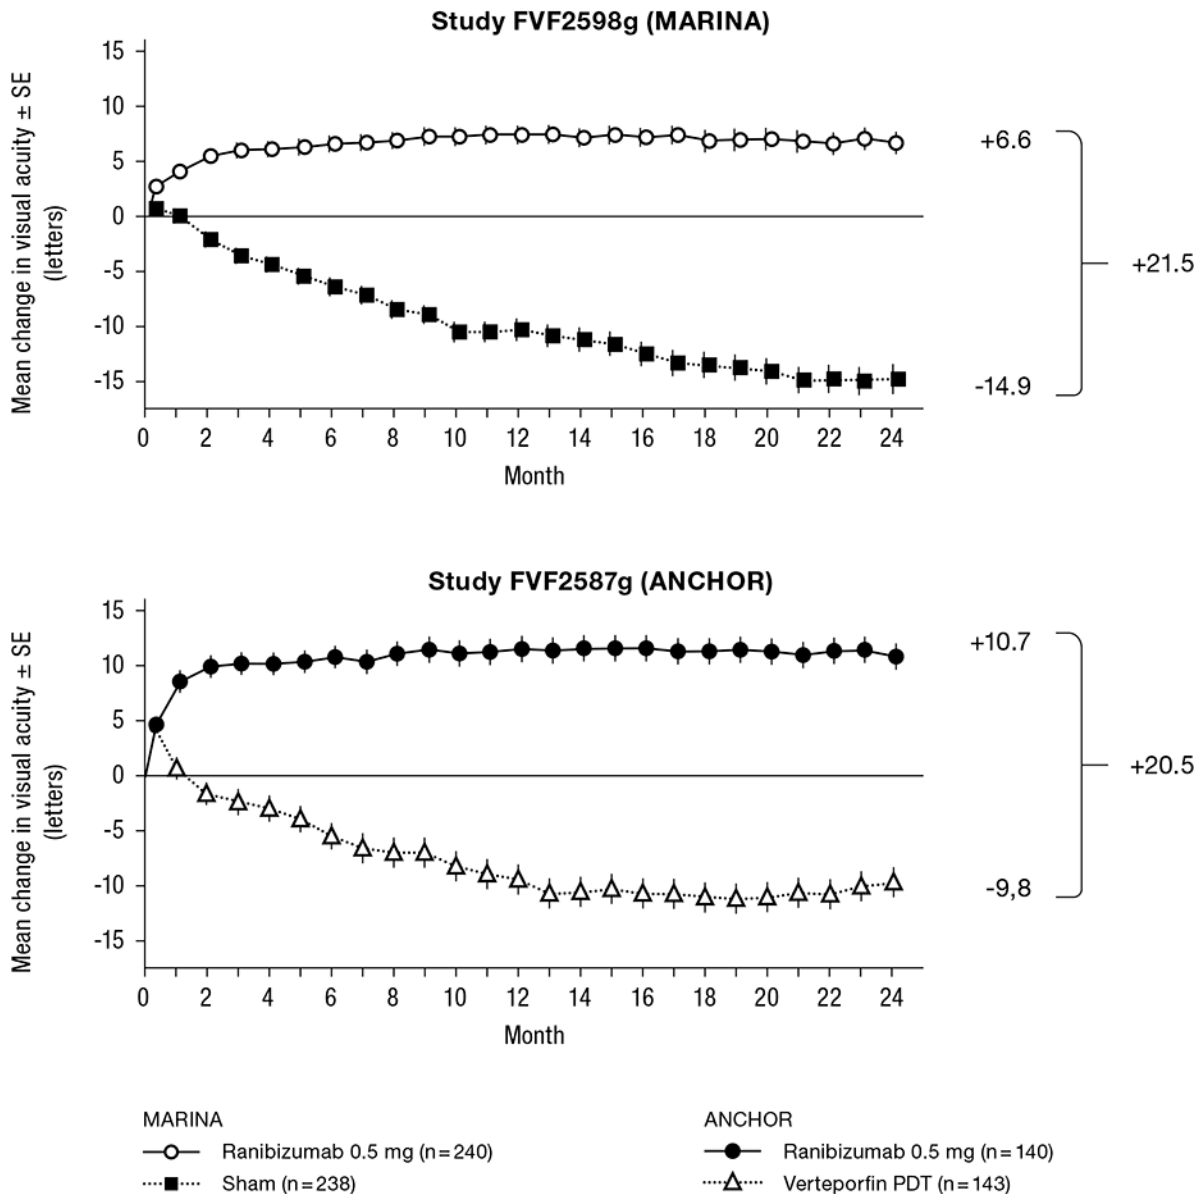 Study FVF2598g (MARINA)
Mean change in visual acuity ± SE
(letters)
15
10
5
0
-5
-10
-15
0 2 4 6 8 10 12 14 16 18 20 22 24
Month
+6.6
+21.5
-14.9
Study FVF2587g (ANCHOR)
Mean change in visual acuity ± SE
(letters)
15
10
5
0
-5
-10
-15
0 2 4 6 8 10 12 14 16 18 20 22 24
Month
+10.7
+20.5
-9,8
MARINA
Ranibizumab 0.5 mg (n=240)
Sham (n=238)
ANCHOR
Ranibizumab 0.5 mg (n=140)
Verteporfin PDT (n=143)